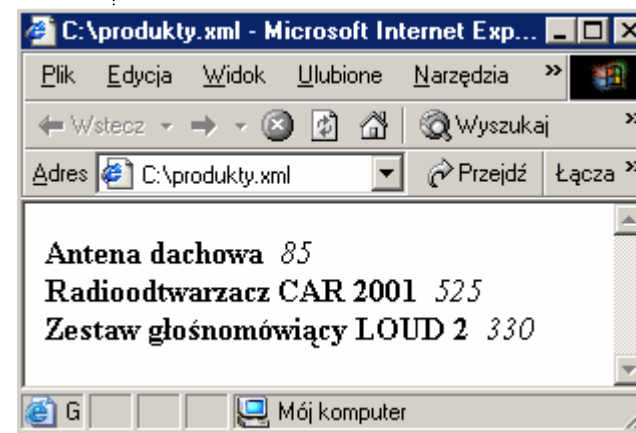 C:\produkty.xml - Microsoft Internet Exp...
Plik Edycja Widok Ulubione Narzędzia »
Wstecz Wyszukaj »
Adres C:\produkty.xml Przejdź Łącza »
Antena dachowa 85
Radioodtwarzacz CAR 2001 525
Zestaw głośnomówiący LOUD 2 330
G Mój komputer